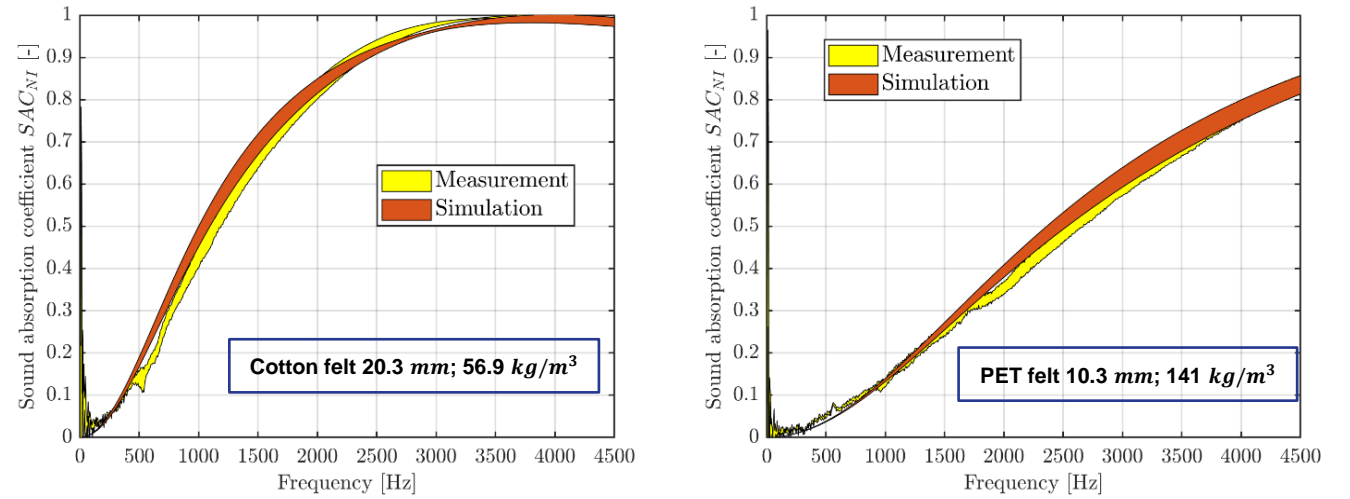 Sound absorption coefficient SAC_{NI} [-]
1
0.9
0.8
0.7
0.6
0.5
0.4
0.3
0.2
0.1
0
Measurement
Simulation
Cotton felt 20.3 mm; 56.9 kg/m³
0 500 1000 1500 2000 2500 3000 3500 4000 4500
Frequency [Hz]
Sound absorption coefficient SAC_{NI} [-]
1
0.9
0.8
0.7
0.6
0.5
0.4
0.3
0.2
0.1
0
Measurement
Simulation
PET felt 10.3 mm; 141 kg/m³
0 500 1000 1500 2000 2500 3000 3500 4000 4500
Frequency [Hz]